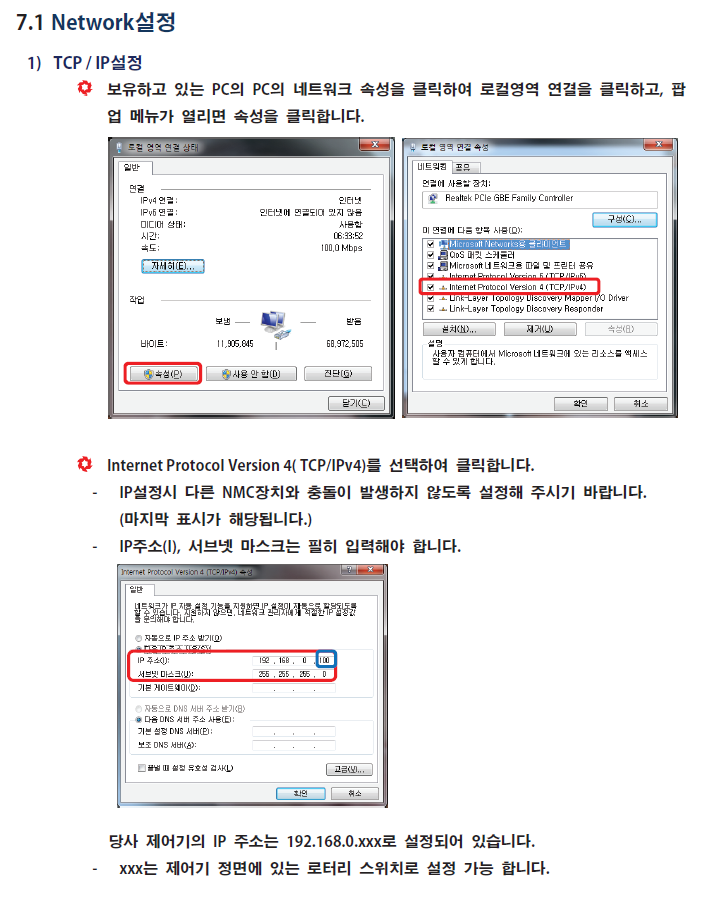 7.1 Network설정
1) TCP / IP설정
보유하고 있는 PC의 PC의 네트워크 속성을 클릭하여 로컬영역 연결을 클릭하고, 팝
업 메뉴가 열리면 속성을 클릭합니다.
로컬 영역 연결 상태
일반
연결
IPv4 연결: 인터넷
IPv6 연결: 인터넷에 연결되어 있지 않음
미디어 상태: 사용함
시간: 06:33:52
속도: 100,0 Mbps
자세히(E)...
작업
보냄 받음
바이트: 11,905,845 68,972,505
속성(P) 사용 안 함(D) 진단(G)
닫기(C)
로컬 영역 연결 속성
네트워킹 공유
연결에 사용할 장치:
Realtek PCIe GBE Family Controller
구성(C)...
이 연결에 다음 항목 사용(O):
Microsoft Networks용 클라이언트
QoS 패킷 스케줄러
Microsoft 네트워크용 파일 및 프린터 공유
Internet Protocol Version 6 (TCP/IPv6)
Internet Protocol Version 4 (TCP/IPv4)
Link-Layer Topology Discovery Mapper I/O Driver
Link-Layer Topology Discovery Responder
설치(N)... 제거(U) 속성(R)
설명
사용자 컴퓨터에서 Microsoft 네트워크에 있는 리소스를 액세스
할 수 있게 합니다.
확인 취소
Internet Protocol Version 4( TCP/IPv4)를 선택하여 클릭합니다.
- IP설정시 다른 NMC장치와 충돌이 발생하지 않도록 설정해 주시기 바랍니다.
(마지막 표시가 해당됩니다.)
- IP주소(I), 서브넷 마스크는 필히 입력해야 합니다.
Internet Protocol Version 4 (TCP/IPv4) 속성
일반
네트워크가 IP 자동 설정 기능을 지원하면 IP 설정이 자동으로 할당되도록
할 수 있습니다. 지원하지 않으면, 네트워크 관리자에게 적절한 IP 설정값
을 문의해야 합니다.
자동으로 IP 주소 받기(O)
다음 IP 주소 사용(S):
IP 주소(I): 192 . 168 . 0 . 100
서브넷 마스크(U): 255 . 255 . 255 . 0
기본 게이트웨이(D): . . .
자동으로 DNS 서버 주소 받기(B)
다음 DNS 서버 주소 사용(E):
기본 설정 DNS 서버(P): . . .
보조 DNS 서버(A): . . .
끝낼 때 설정 유효성 검사(L)
고급(V)...
확인 취소
당사 제어기의 IP 주소는 192.168.0.xxx로 설정되어 있습니다.
- xxx는 제어기 정면에 있는 로터리 스위치로 설정 가능 합니다.